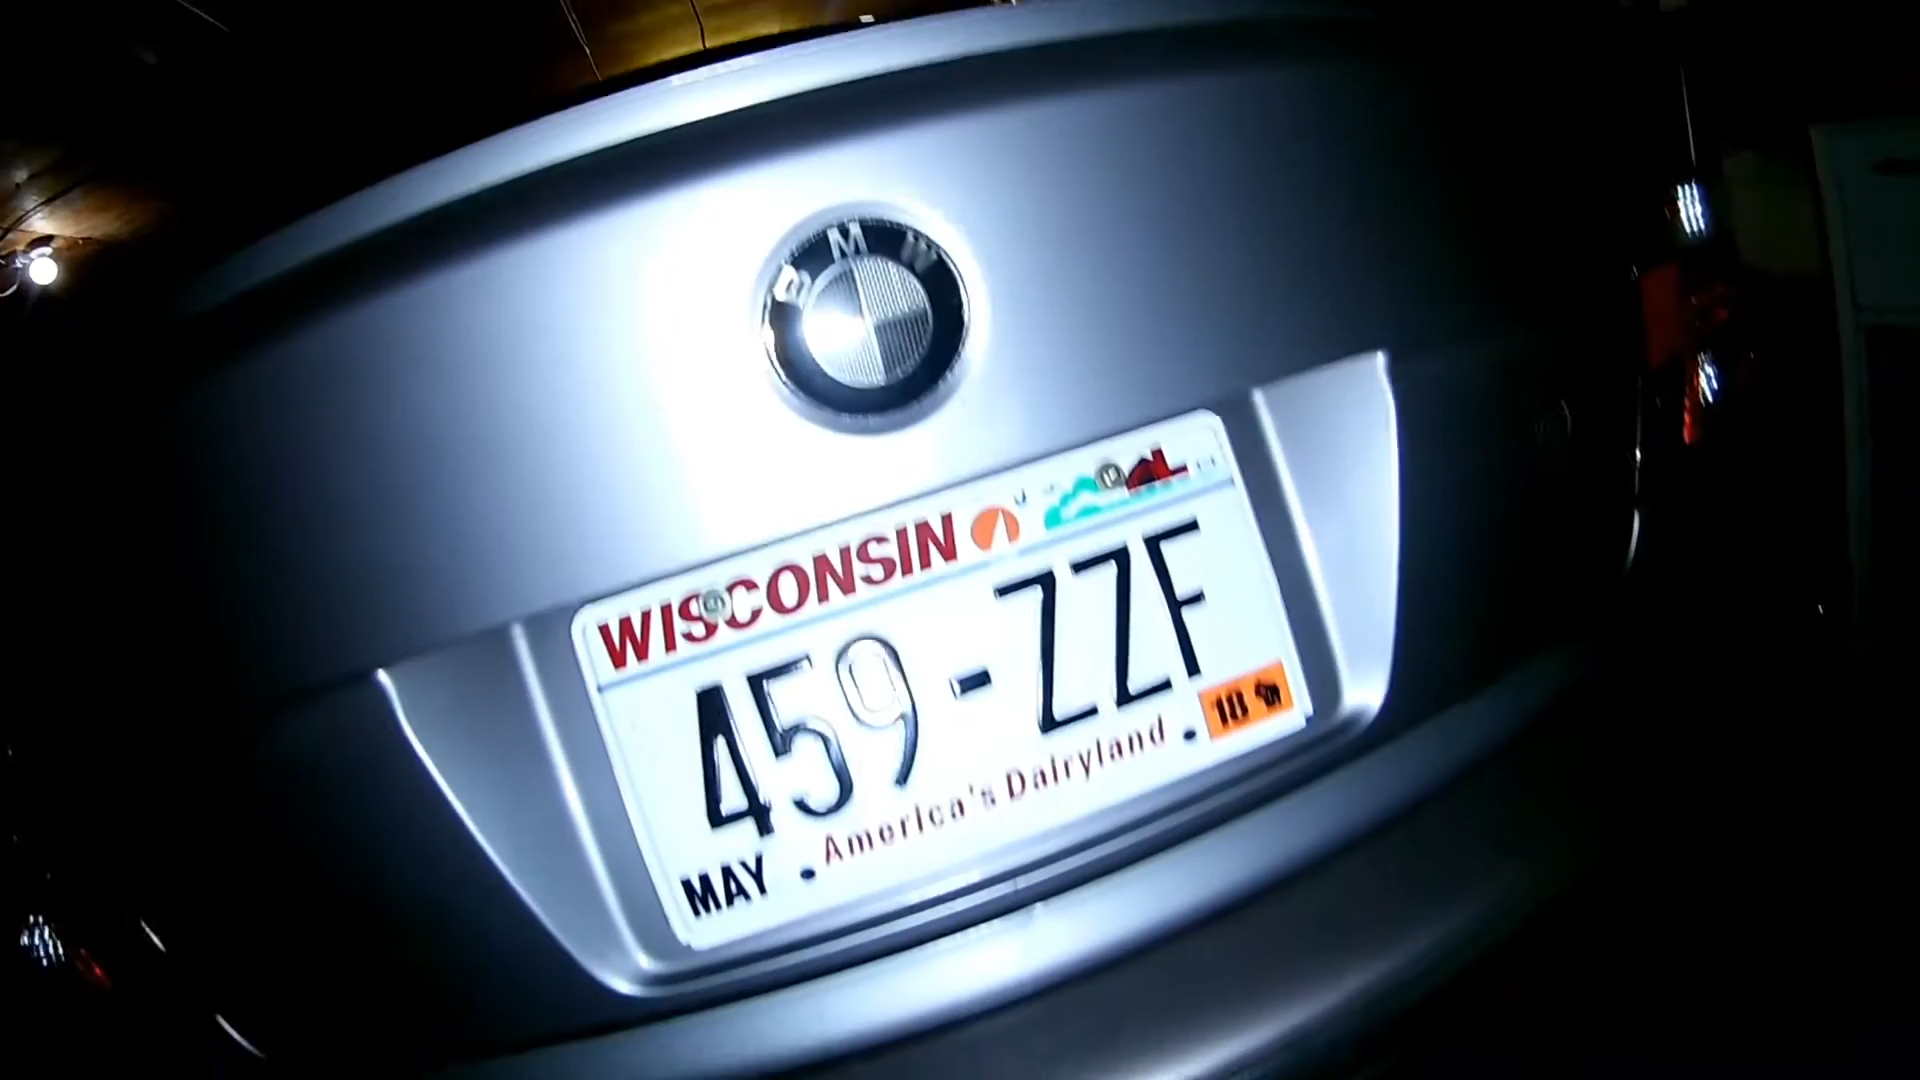 BMW
WISCONSIN
459-ZZF
18
America's Dairyland
MAY